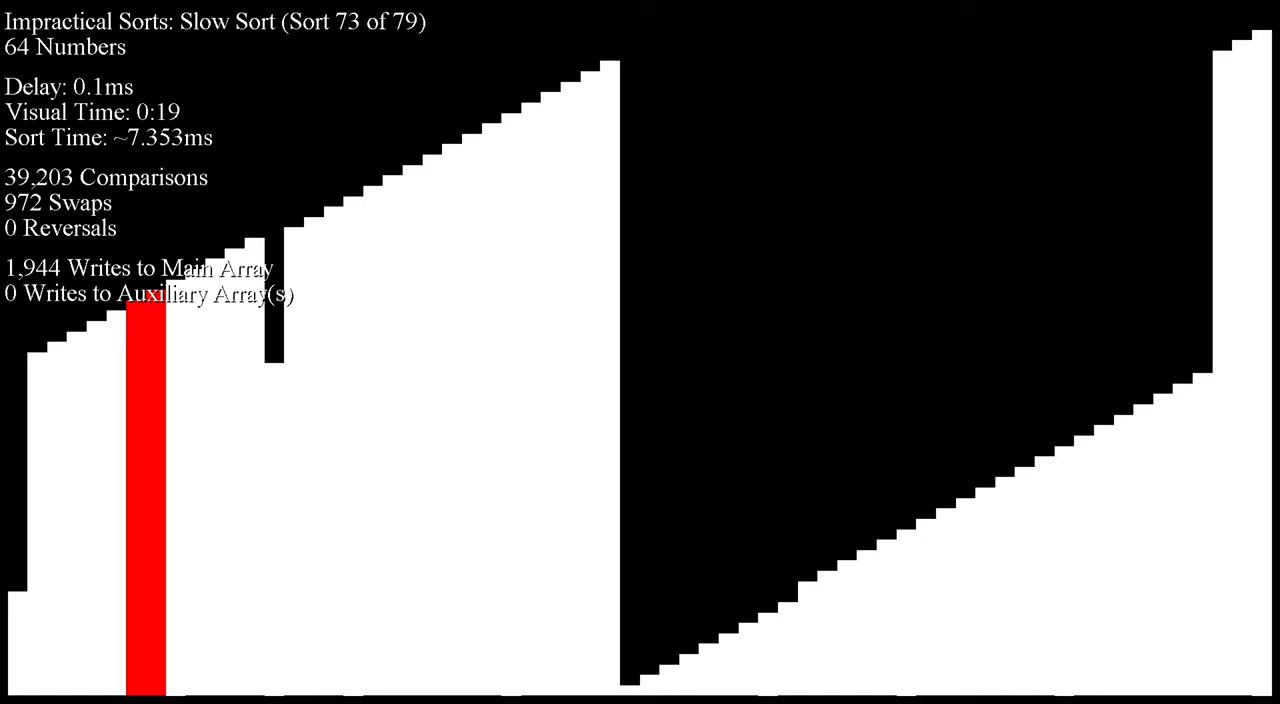 Impractical Sorts: Slow Sort (Sort 73 of 79)
64 Numbers
Delay: 0.1ms
Visual Time: 0:19
Sort Time: ~7.353ms
39,203 Comparisons
972 Swaps
0 Reversals
1,944 Writes to Main Array
0 Writes to Auxiliary Array(s)